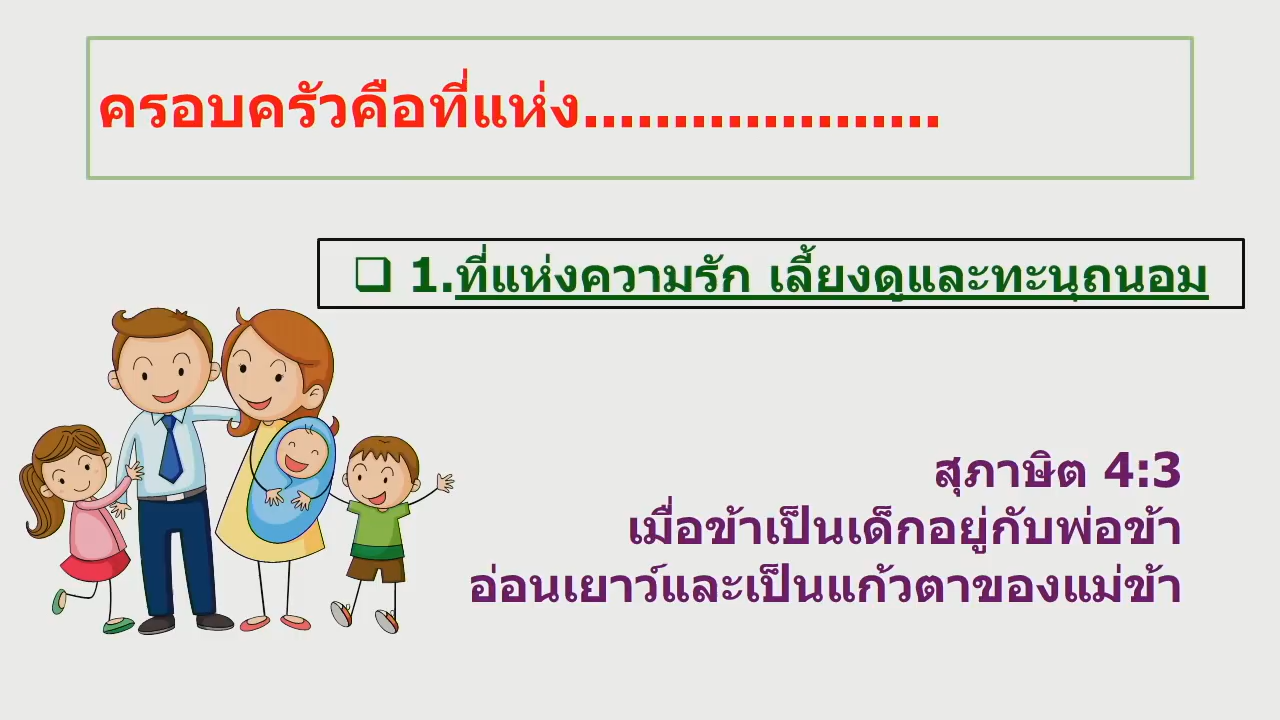 ครอบครัวคือที่แห่ง....................
❑ 1.ที่แห่งความรัก เลี้ยงดูและทะนุถนอม
สุภาษิต 4:3
เมื่อข้าเป็นเด็กอยู่กับพ่อข้า
อ่อนเยาว์และเป็นแก้วตาของแม่ข้า